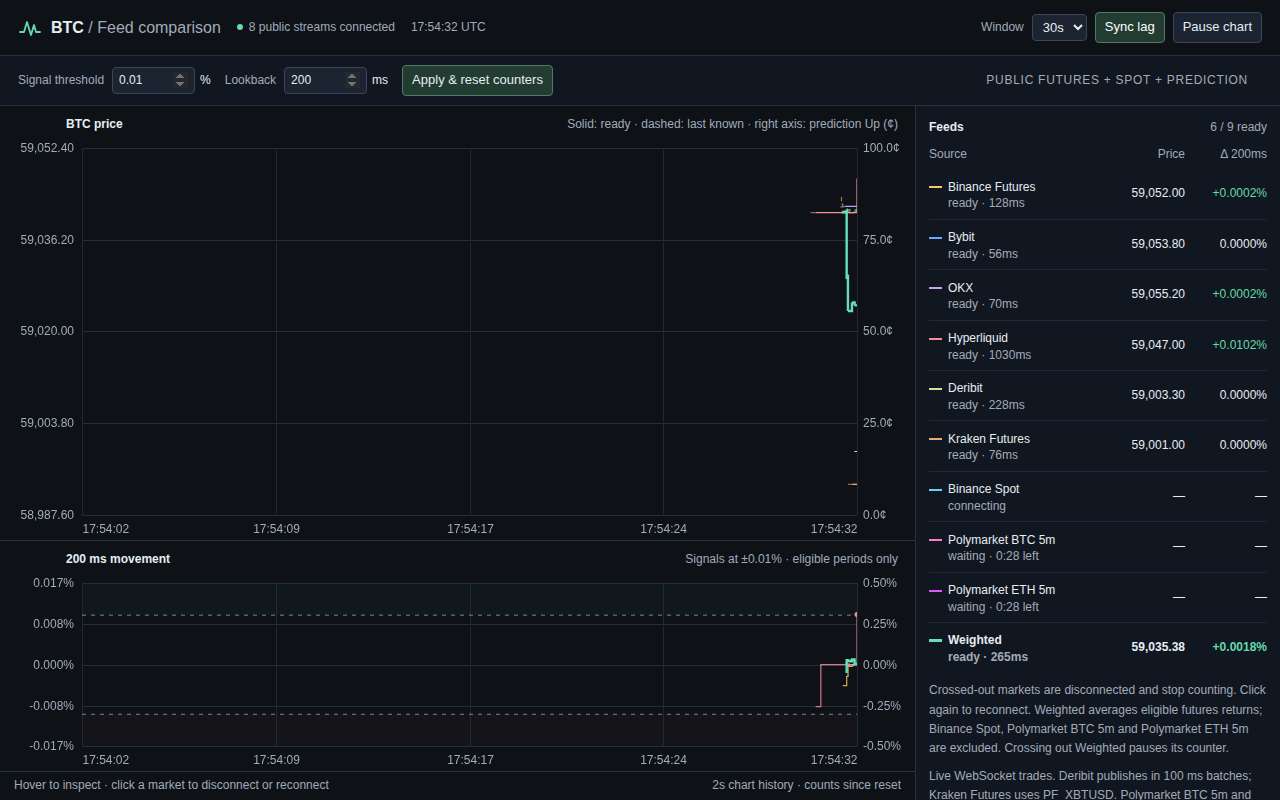 BTC / Feed comparison 8 public streams connected 17:54:32 UTC Window 30s Sync lag Pause chart
Signal threshold 0.01 % Lookback 200 ms Apply & reset counters PUBLIC FUTURES + SPOT + PREDICTION
BTC price Solid: ready · dashed: last known · right axis: prediction Up (¢)
59,052.40 100.0¢
59,036.20 75.0¢
59,020.00 50.0¢
59,003.80 25.0¢
58,987.60 0.0¢
17:54:02 17:54:09 17:54:17 17:54:24 17:54:32
200 ms movement Signals at ±0.01% · eligible periods only
0.017% 0.50%
0.008% 0.25%
0.000% 0.00%
-0.008% -0.25%
-0.017% -0.50%
17:54:02 17:54:09 17:54:17 17:54:24 17:54:32
Hover to inspect · click a market to disconnect or reconnect 2s chart history · counts since reset
Feeds 6 / 9 ready
Source Price Δ 200ms
Binance Futures 59,052.00 +0.0002%
ready · 128ms
Bybit 59,053.80 0.0000%
ready · 56ms
OKX 59,055.20 +0.0002%
ready · 70ms
Hyperliquid 59,047.00 +0.0102%
ready · 1030ms
Deribit 59,003.30 0.0000%
ready · 228ms
Kraken Futures 59,001.00 0.0000%
ready · 76ms
Binance Spot — —
connecting
Polymarket BTC 5m — —
waiting · 0:28 left
Polymarket ETH 5m — —
waiting · 0:28 left
Weighted 59,035.38 +0.0018%
ready · 265ms
Crossed-out markets are disconnected and stop counting. Click
again to reconnect. Weighted averages eligible futures returns;
Binance Spot, Polymarket BTC 5m and Polymarket ETH 5m
are excluded. Crossing out Weighted pauses its counter.
Live WebSocket trades. Deribit publishes in 100 ms batches;
Kraken Futures uses PF_XBTUSD. Polymarket BTC 5m and